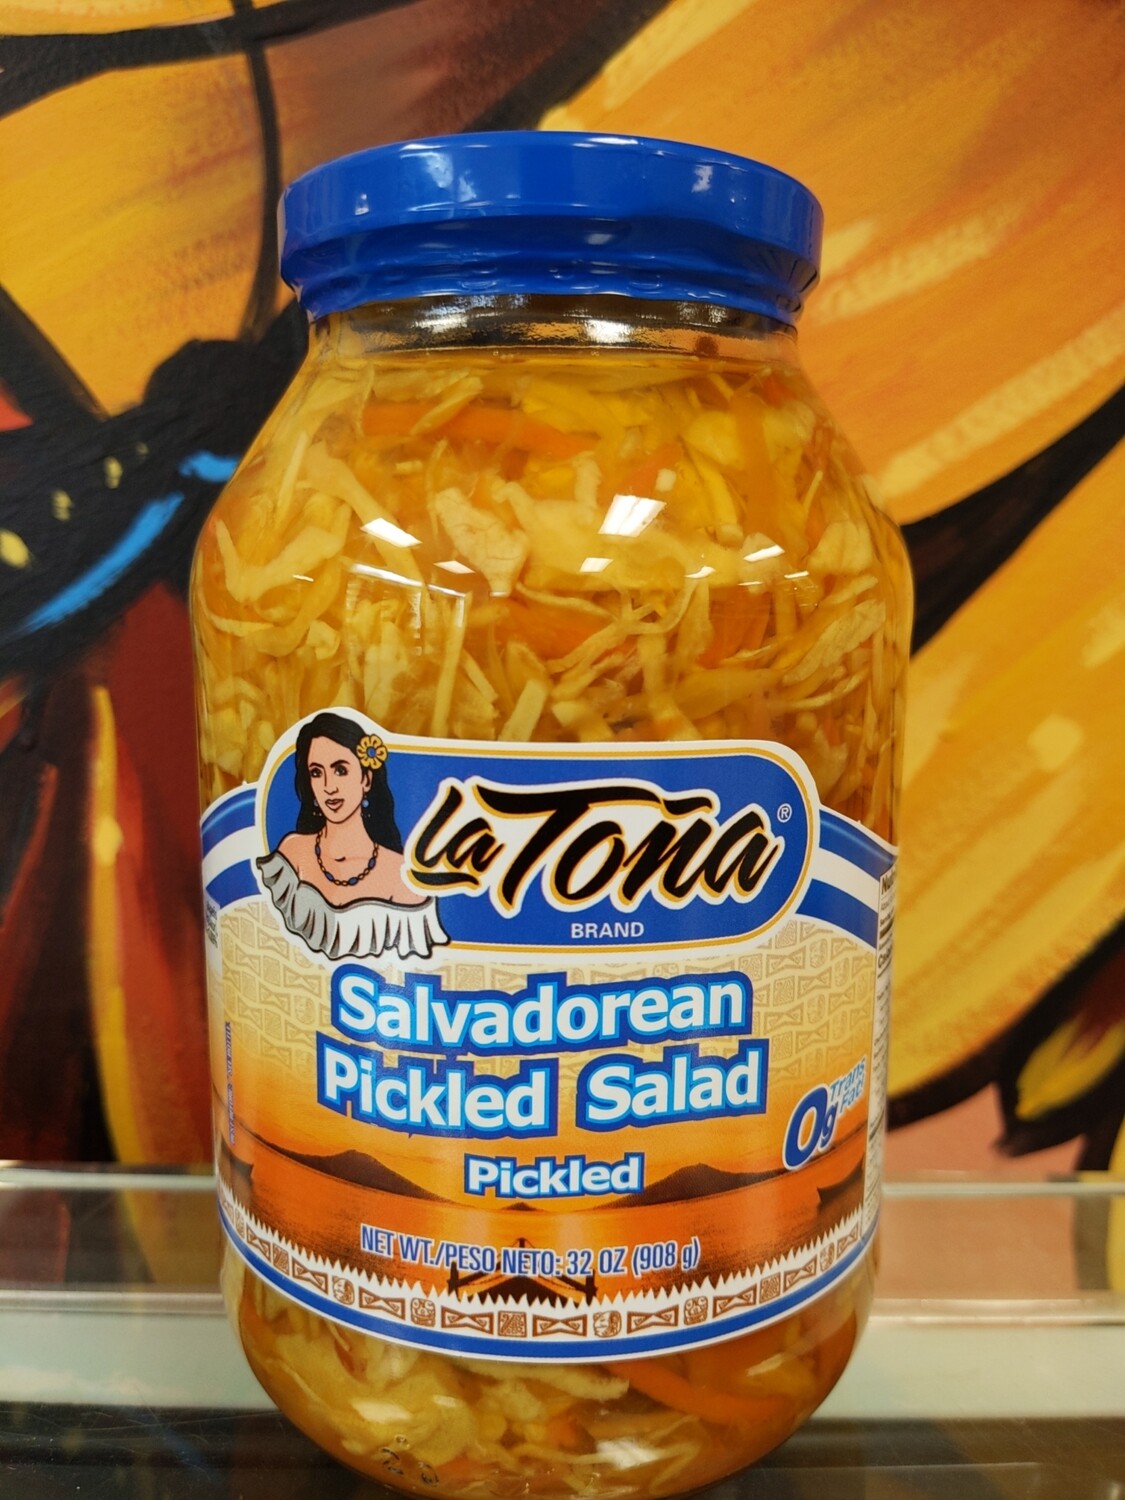 La Toña ®
BRAND
Salvadorean
Pickled Salad
0g Trans
Fat!
Pickled
NET WT./PESO NETO: 32 OZ (908 g)